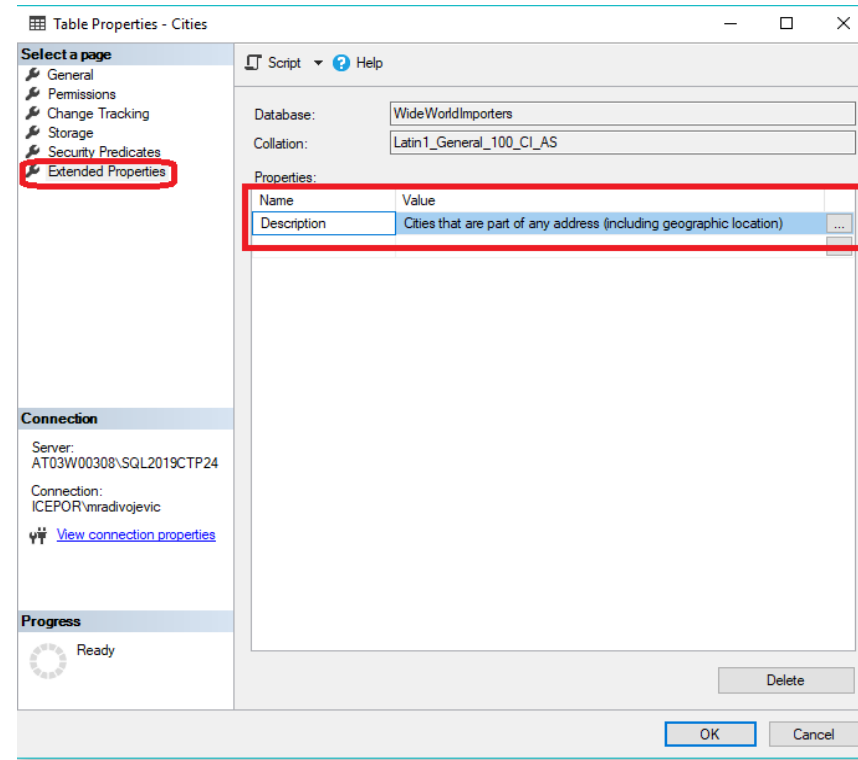 Table Properties - Cities
Select a page
General
Permissions
Change Tracking
Storage
Security Predicates
Extended Properties
Script Help
Database: WideWorldImporters
Collation: Latin1_General_100_CI_AS
Properties:
Name Value
Description Cities that are part of any address (including geographic location) ...
Connection
Server:
AT03W00308\SQL2019CTP24
Connection:
ICEPOR\mradivojevic
View connection properties
Progress
Ready
Delete
OK Cancel